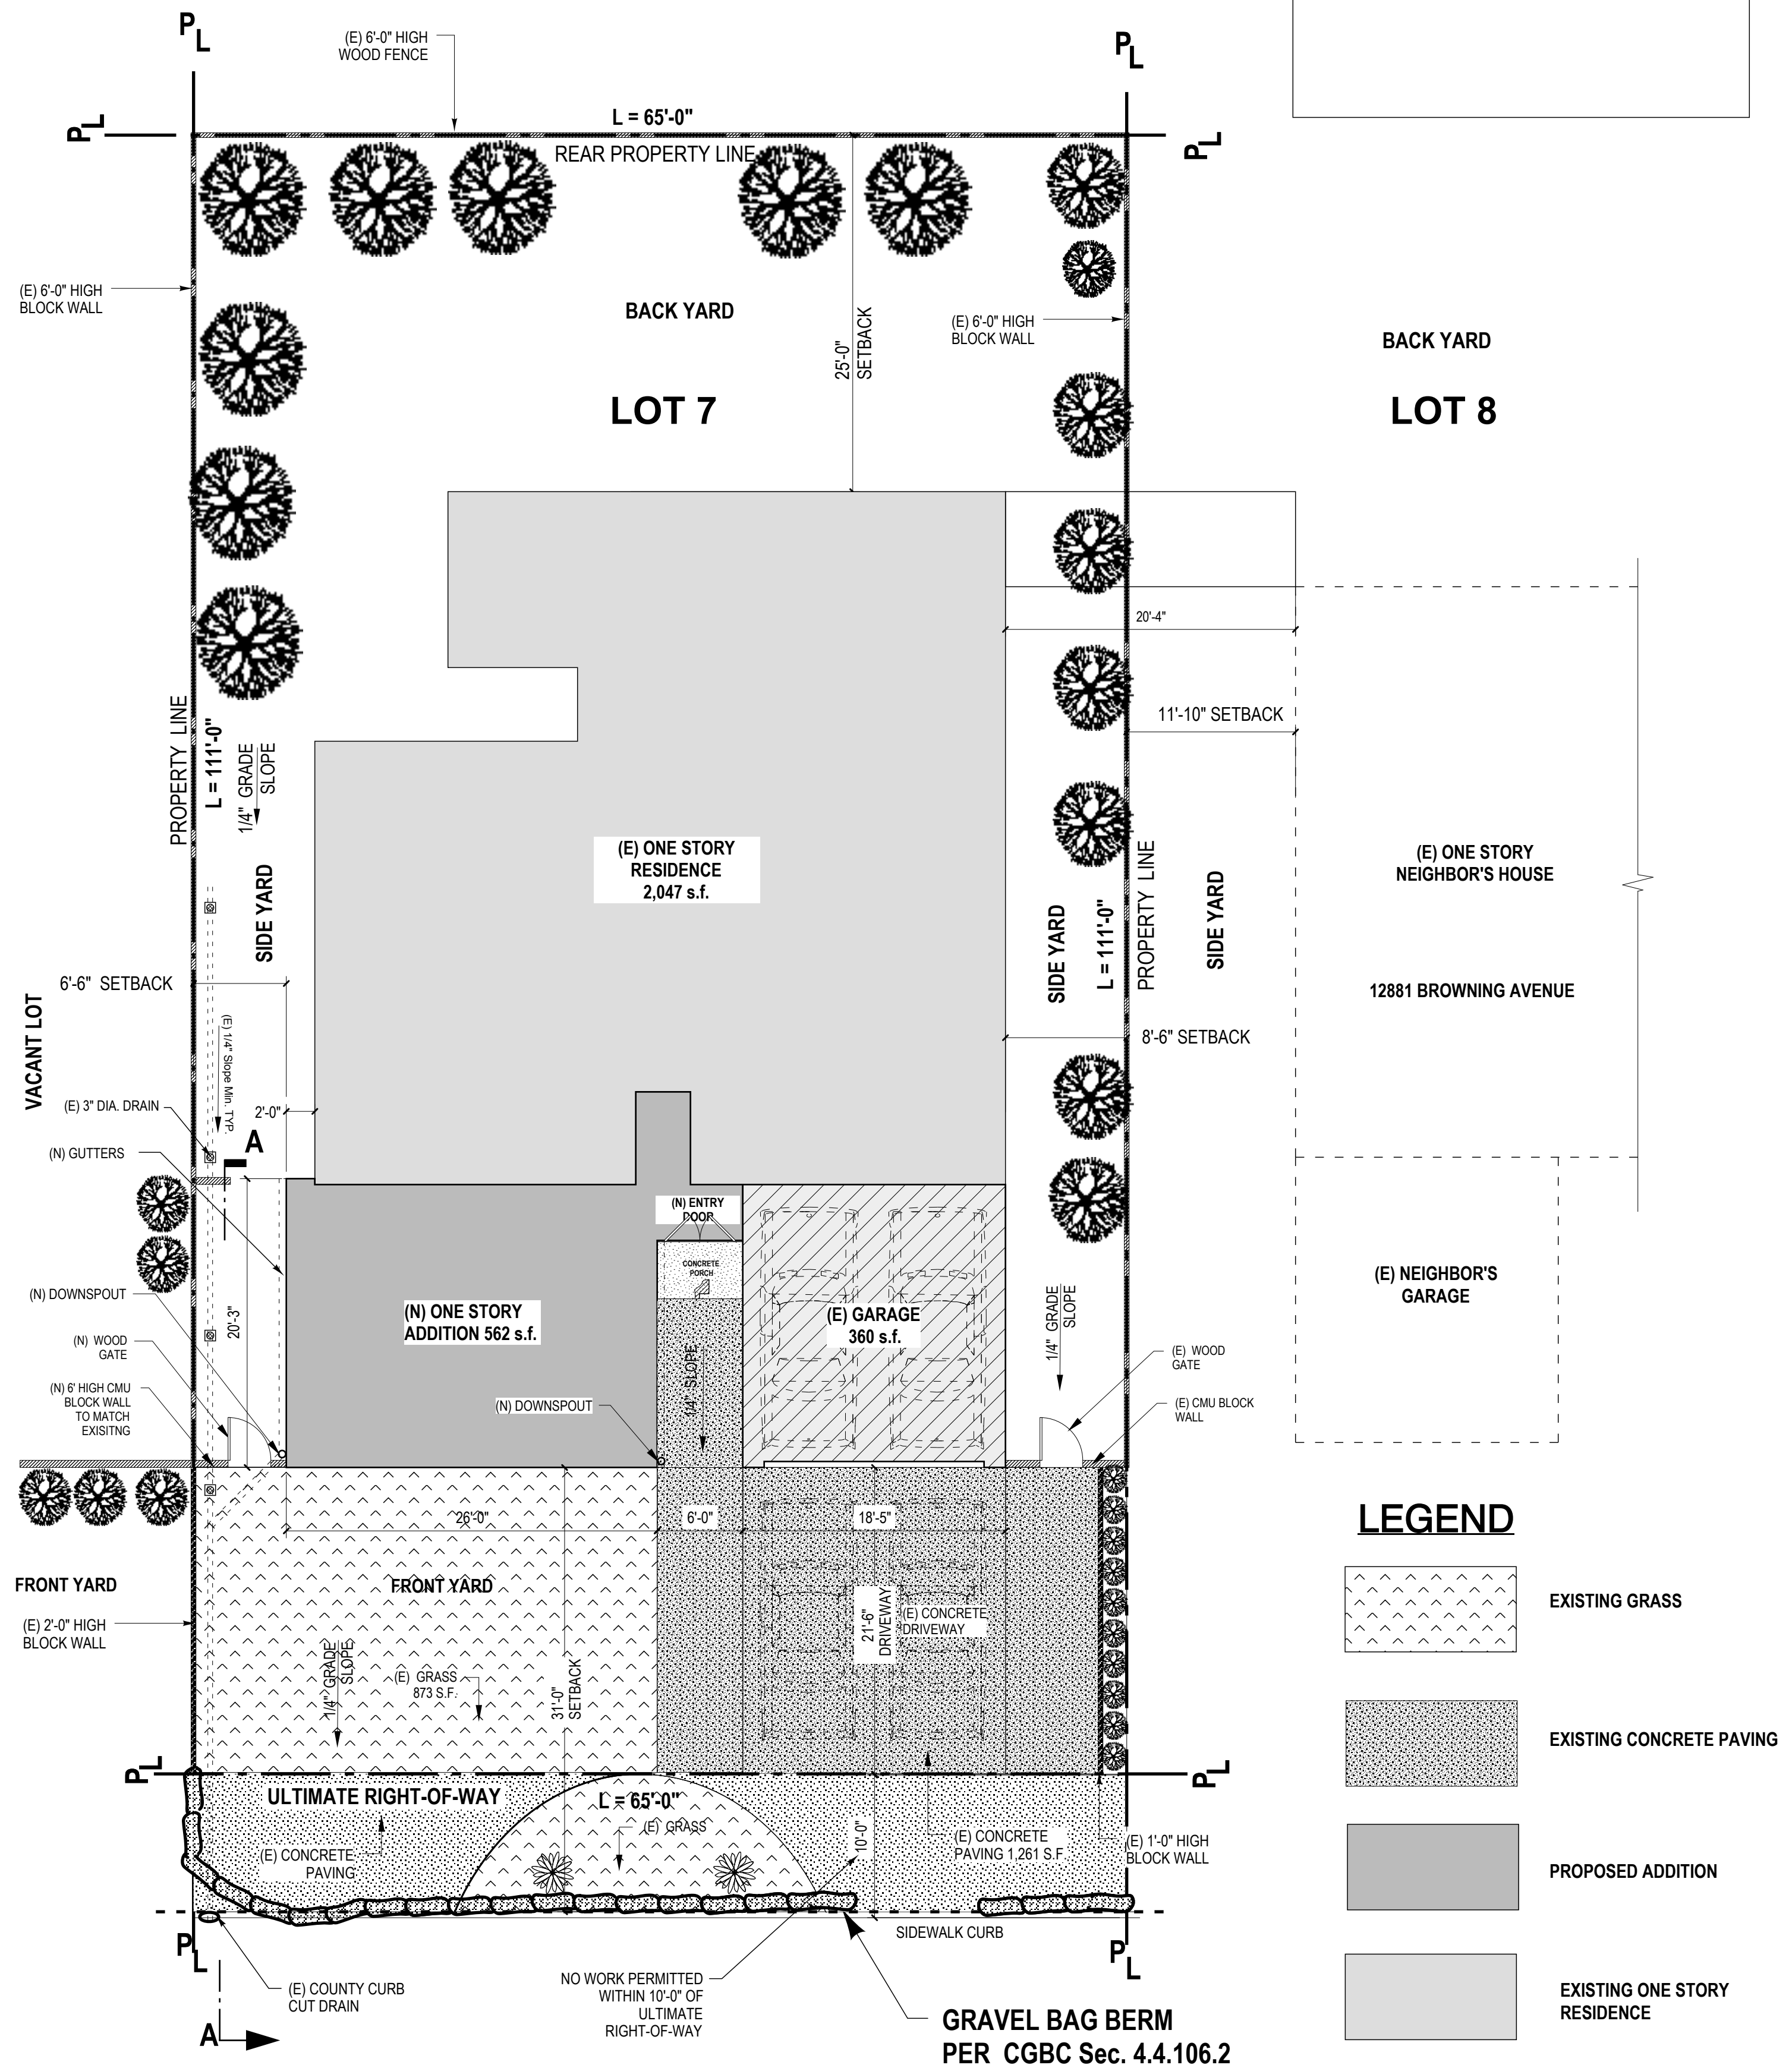 PL
(E) 6'-0" HIGH
WOOD FENCE
PL
PL
L = 65'-0"
REAR PROPERTY LINE
PL
(E) 6'-0" HIGH
BLOCK WALL
BACK YARD
25'-0"
SETBACK
(E) 6'-0" HIGH
BLOCK WALL
BACK YARD
LOT 7
LOT 8
20'-4"
11'-10" SETBACK
PROPERTY LINE
L = 111'-0"
1/4" GRADE
SLOPE
(E) ONE STORY
RESIDENCE
2,047 s.f.
(E) ONE STORY
NEIGHBOR'S HOUSE
SIDE YARD
SIDE YARD
L = 111'-0"
PROPERTY LINE
SIDE YARD
12881 BROWNING AVENUE
6'-6" SETBACK
VACANT LOT
(E) 1/4" Slope Min. TYP.
8'-6" SETBACK
(E) 3" DIA. DRAIN
2'-0"
A
(N) GUTTERS
(N) ENTRY
DOOR
CONCRETE
PORCH
(N) DOWNSPOUT
20'-3"
(N) ONE STORY
ADDITION 562 s.f.
(E) GARAGE
360 s.f.
1/4" GRADE
SLOPE
(E) NEIGHBOR'S
GARAGE
(N) WOOD
GATE
1/4" SLOPE
(E) WOOD
GATE
(N) 6' HIGH CMU
BLOCK WALL
TO MATCH
EXISITNG
(N) DOWNSPOUT
(E) CMU BLOCK
WALL
26'-0"
6'-0"
18'-5"
FRONT YARD
FRONT YARD
(E) 2'-0" HIGH
BLOCK WALL
21'-6"
DRIVEWAY
(E) CONCRETE
DRIVEWAY
1/4" GRADE
SLOPE
(E) GRASS
873 S.F.
31'-0"
SETBACK
PL
PL
ULTIMATE RIGHT-OF-WAY
L = 65'-0"
(E) GRASS
(E) CONCRETE
PAVING
10'-0"
(E) CONCRETE
PAVING 1,261 S.F.
(E) 1'-0" HIGH
BLOCK WALL
SIDEWALK CURB
PL
PL
(E) COUNTY CURB
CUT DRAIN
NO WORK PERMITTED
WITHIN 10'-0" OF
ULTIMATE
RIGHT-OF-WAY
A
GRAVEL BAG BERM
PER CGBC Sec. 4.4.106.2
LEGEND
EXISTING GRASS
EXISTING CONCRETE PAVING
PROPOSED ADDITION
EXISTING ONE STORY
RESIDENCE